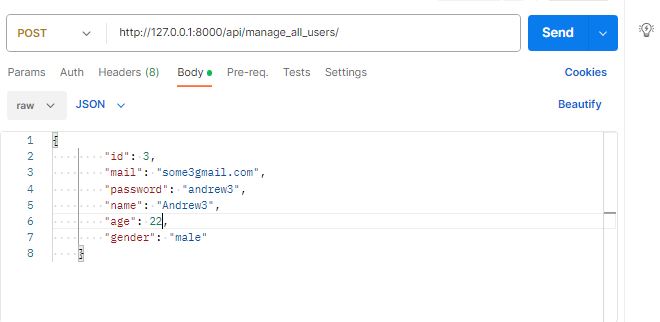 POST http://127.0.0.1:8000/api/manage_all_users/ Send
Params Auth Headers (8) Body Pre-req. Tests Settings Cookies
raw JSON Beautify
1 {
2 "id": 3,
3 "mail": "some3gmail.com",
4 "password": "andrew3",
5 "name": "Andrew3",
6 "age": 22,
7 "gender": "male"
8 }